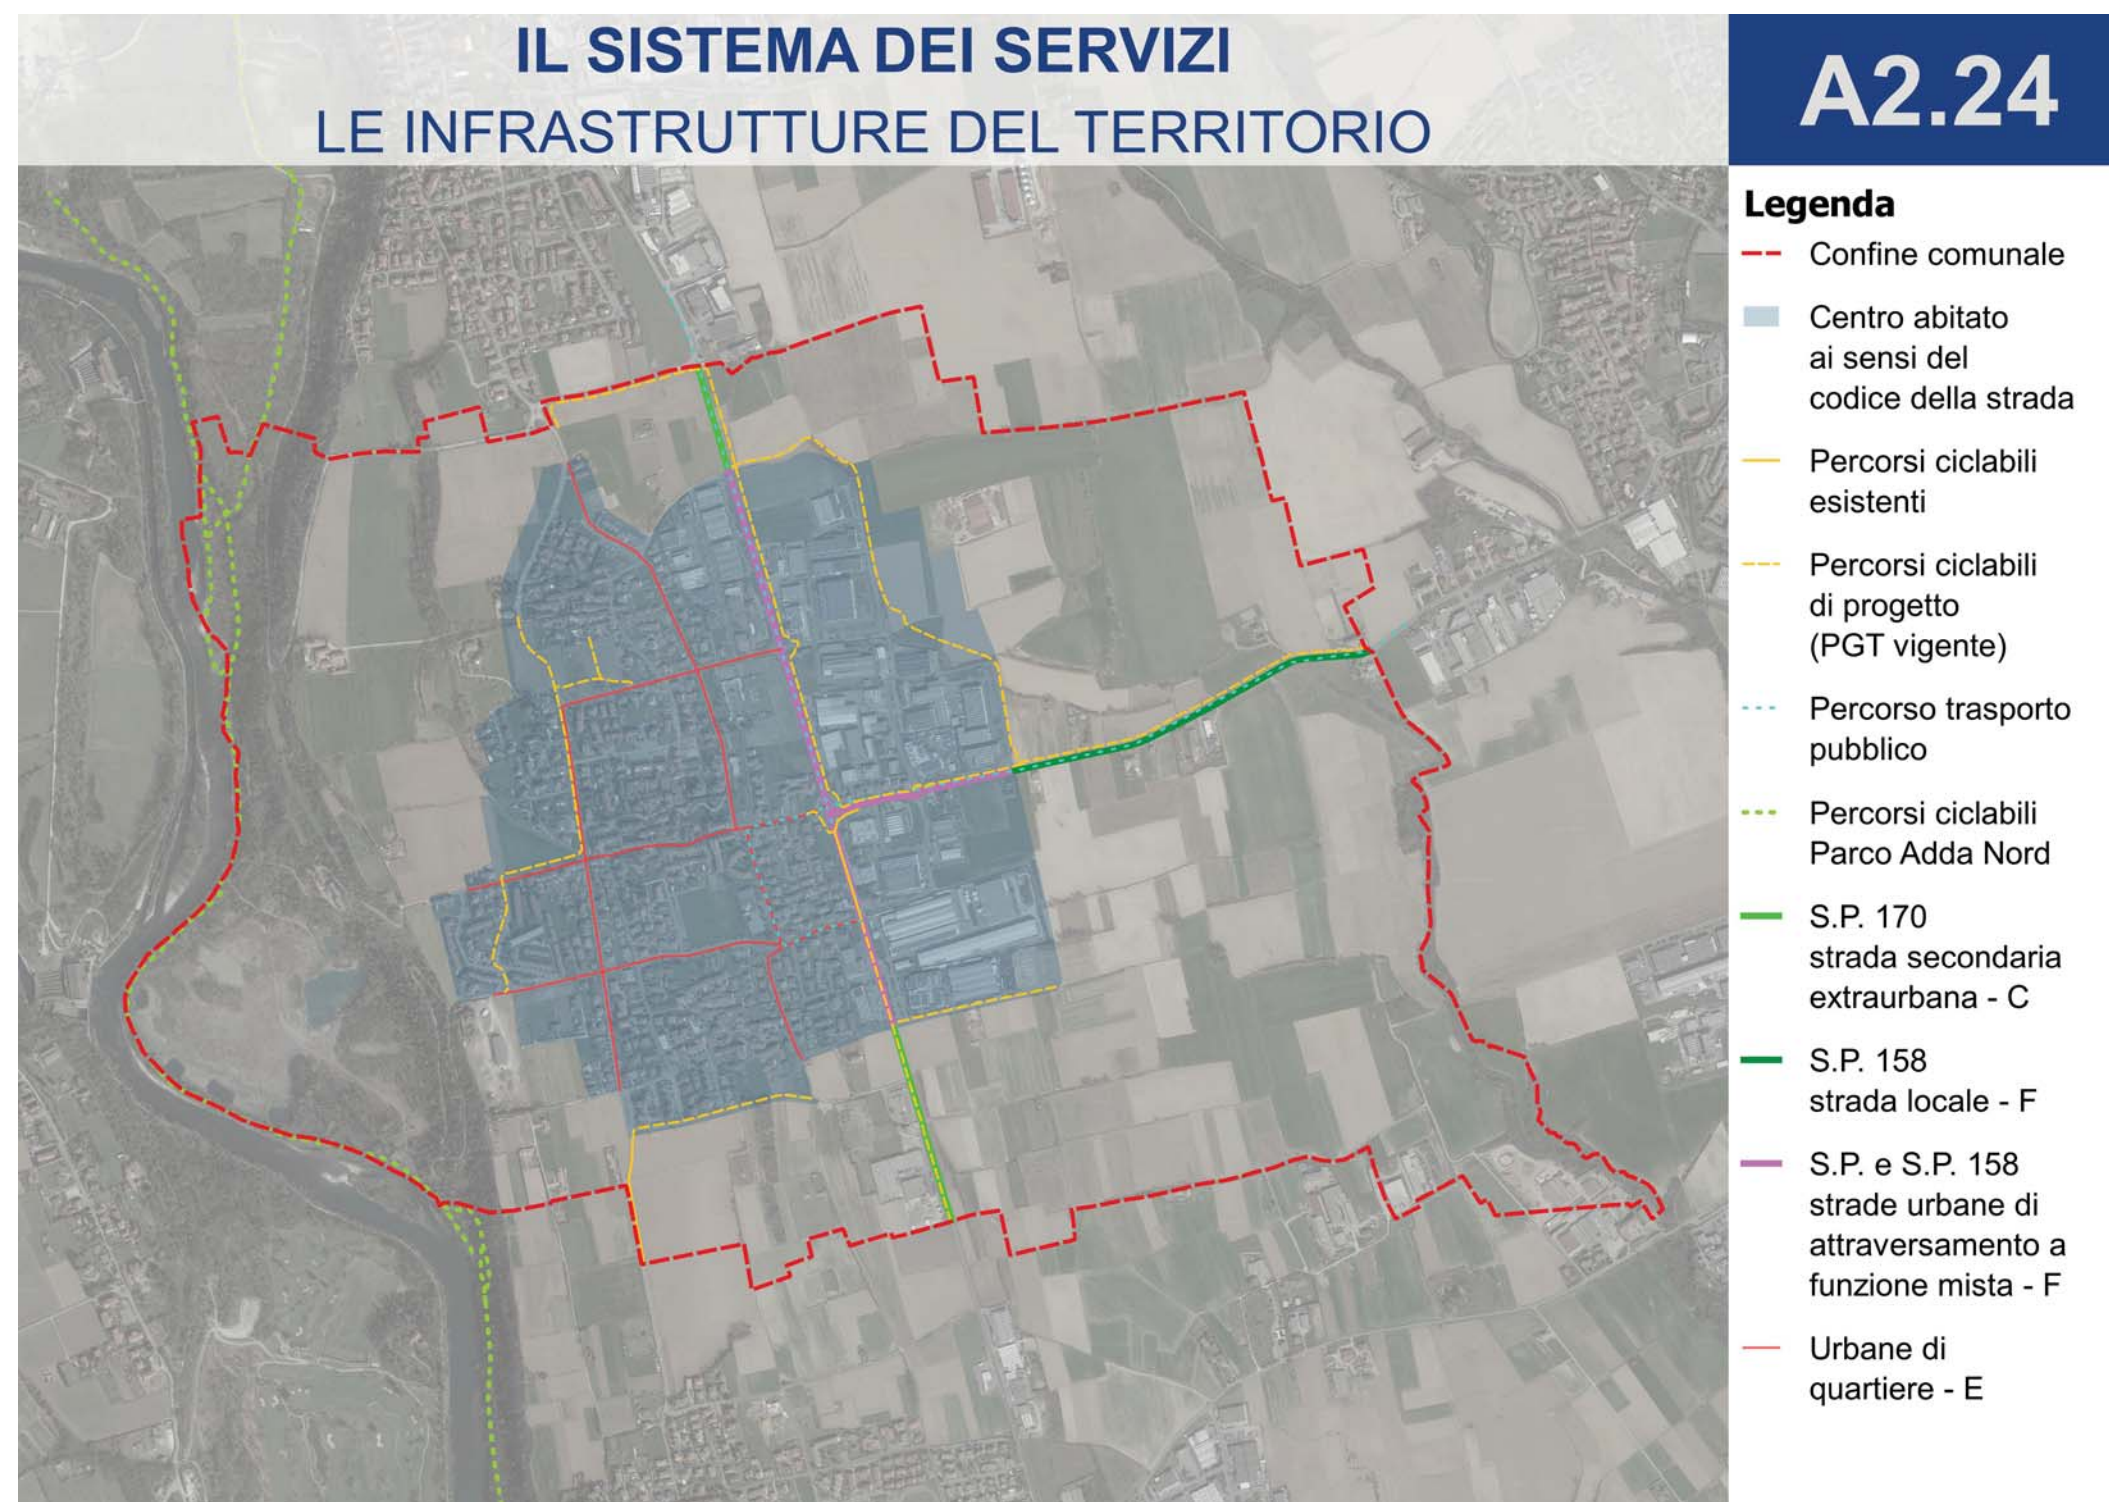 IL SISTEMA DEI SERVIZI
LE INFRASTRUTTURE DEL TERRITORIO
A2.24
Legenda
Confine comunale
Centro abitato
ai sensi del
codice della strada
Percorsi ciclabili
esistenti
Percorsi ciclabili
di progetto
(PGT vigente)
Percorso trasporto
pubblico
Percorsi ciclabili
Parco Adda Nord
S.P. 170
strada secondaria
extraurbana - C
S.P. 158
strada locale - F
S.P. e S.P. 158
strade urbane di
attraversamento a
funzione mista - F
Urbane di
quartiere - E